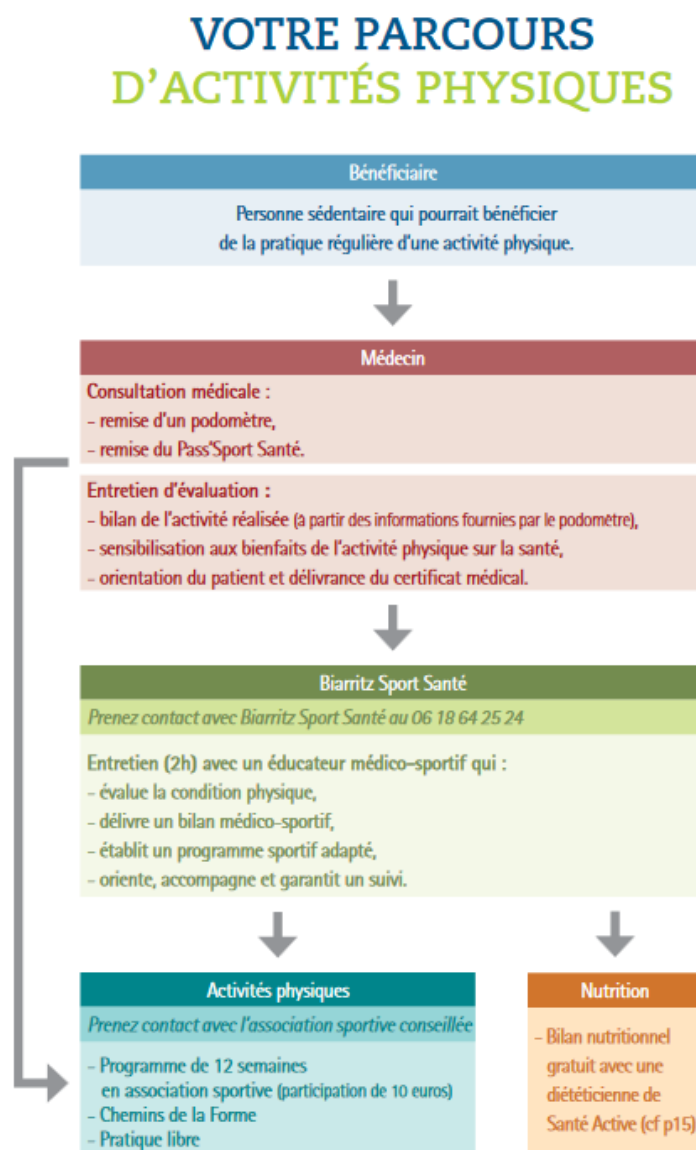 VOTRE PARCOURS
D'ACTIVITÉS PHYSIQUES
Bénéficiaire
Personne sédentaire qui pourrait bénéficier
de la pratique régulière d'une activité physique.
Médecin
Consultation médicale :
- remise d'un podomètre,
- remise du Pass'Sport Santé.
Entretien d'évaluation :
- bilan de l'activité réalisée (à partir des informations fournies par le podomètre),
- sensibilisation aux bienfaits de l'activité physique sur la santé,
- orientation du patient et délivrance du certificat médical.
Biarritz Sport Santé
Prenez contact avec Biarritz Sport Santé au 06 18 64 25 24
Entretien (2h) avec un éducateur médico-sportif qui :
- évalue la condition physique,
- délivre un bilan médico-sportif,
- établit un programme sportif adapté,
- oriente, accompagne et garantit un suivi.
Activités physiques
Prenez contact avec l'association sportive conseillée
- Programme de 12 semaines
en association sportive (participation de 10 euros)
- Chemins de la Forme
- Pratique libre
Nutrition
- Bilan nutritionnel
gratuit avec une
diététicienne de
Santé Active (cf p15)